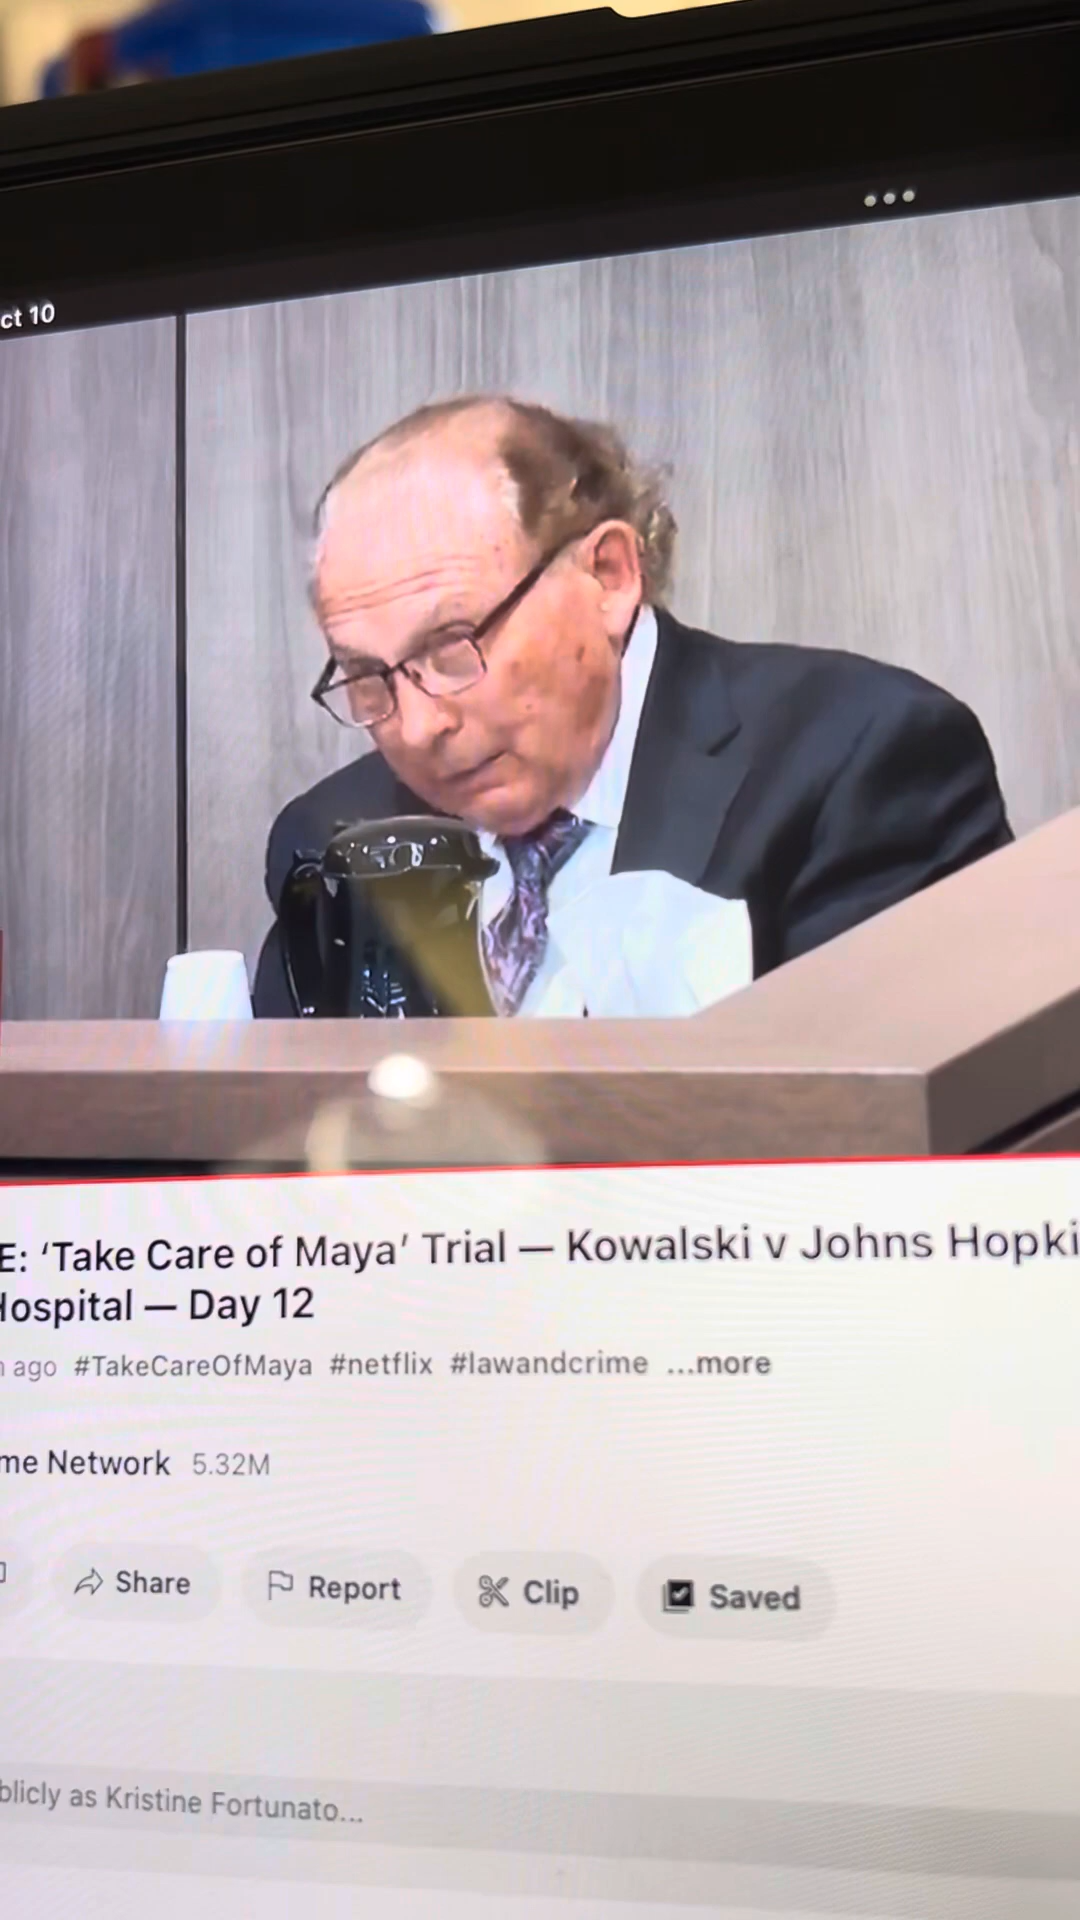 ct 10
E: ‘Take Care of Maya’ Trial — Kowalski v Johns Hopki
Hospital — Day 12
ago #TakeCareOfMaya #netflix #lawandcrime ...more
me Network 5.32M
Share Report Clip Saved
blicly as Kristine Fortunato...